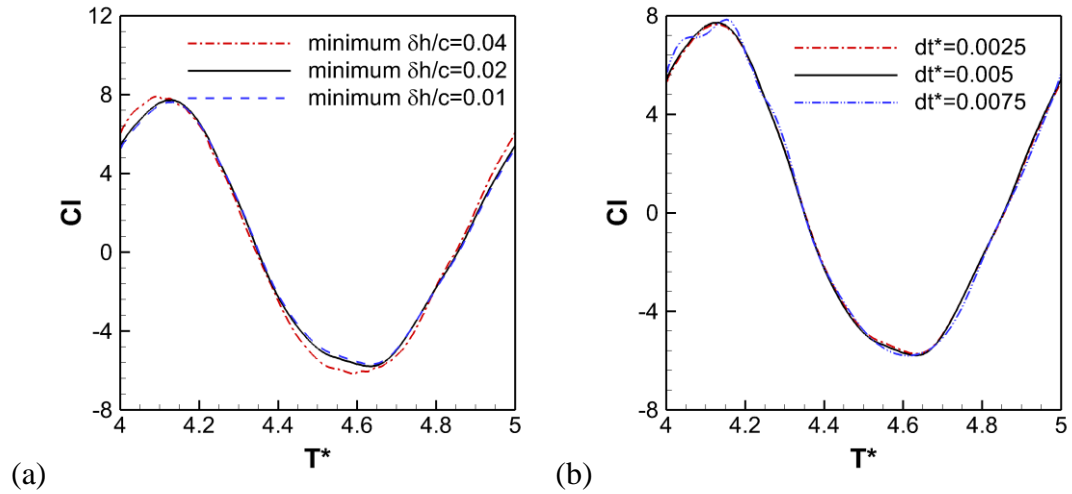 12
8
4
0
-4
-8
Cl
minimum δh/c=0.04
minimum δh/c=0.02
minimum δh/c=0.01
4
4.2
4.4
4.6
4.8
5
T*
(a)
8
4
0
-4
-8
Cl
dt*=0.0025
dt*=0.005
dt*=0.0075
4
4.2
4.4
4.6
4.8
5
T*
(b)